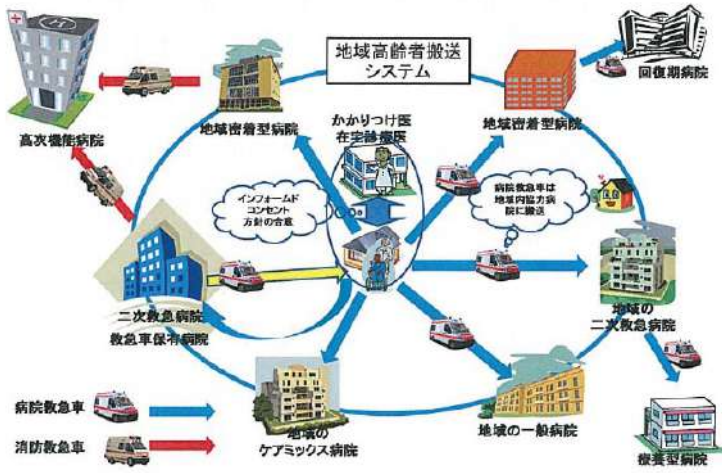 地域高齢者搬送
システム
高次機能病院
地域密着型病院
かかりつけ医
在宅診療医
地域密着型病院
回復期病院
インフォームド
コンセント
方針の合意
病院救急車は
地域内協力病
院に搬送
二次救急病院
救急車保有病院
地域の
二次救急病院
病院救急車
消防救急車
地域の
ケアミックス病院
地域の一般病院
療養型病院
H